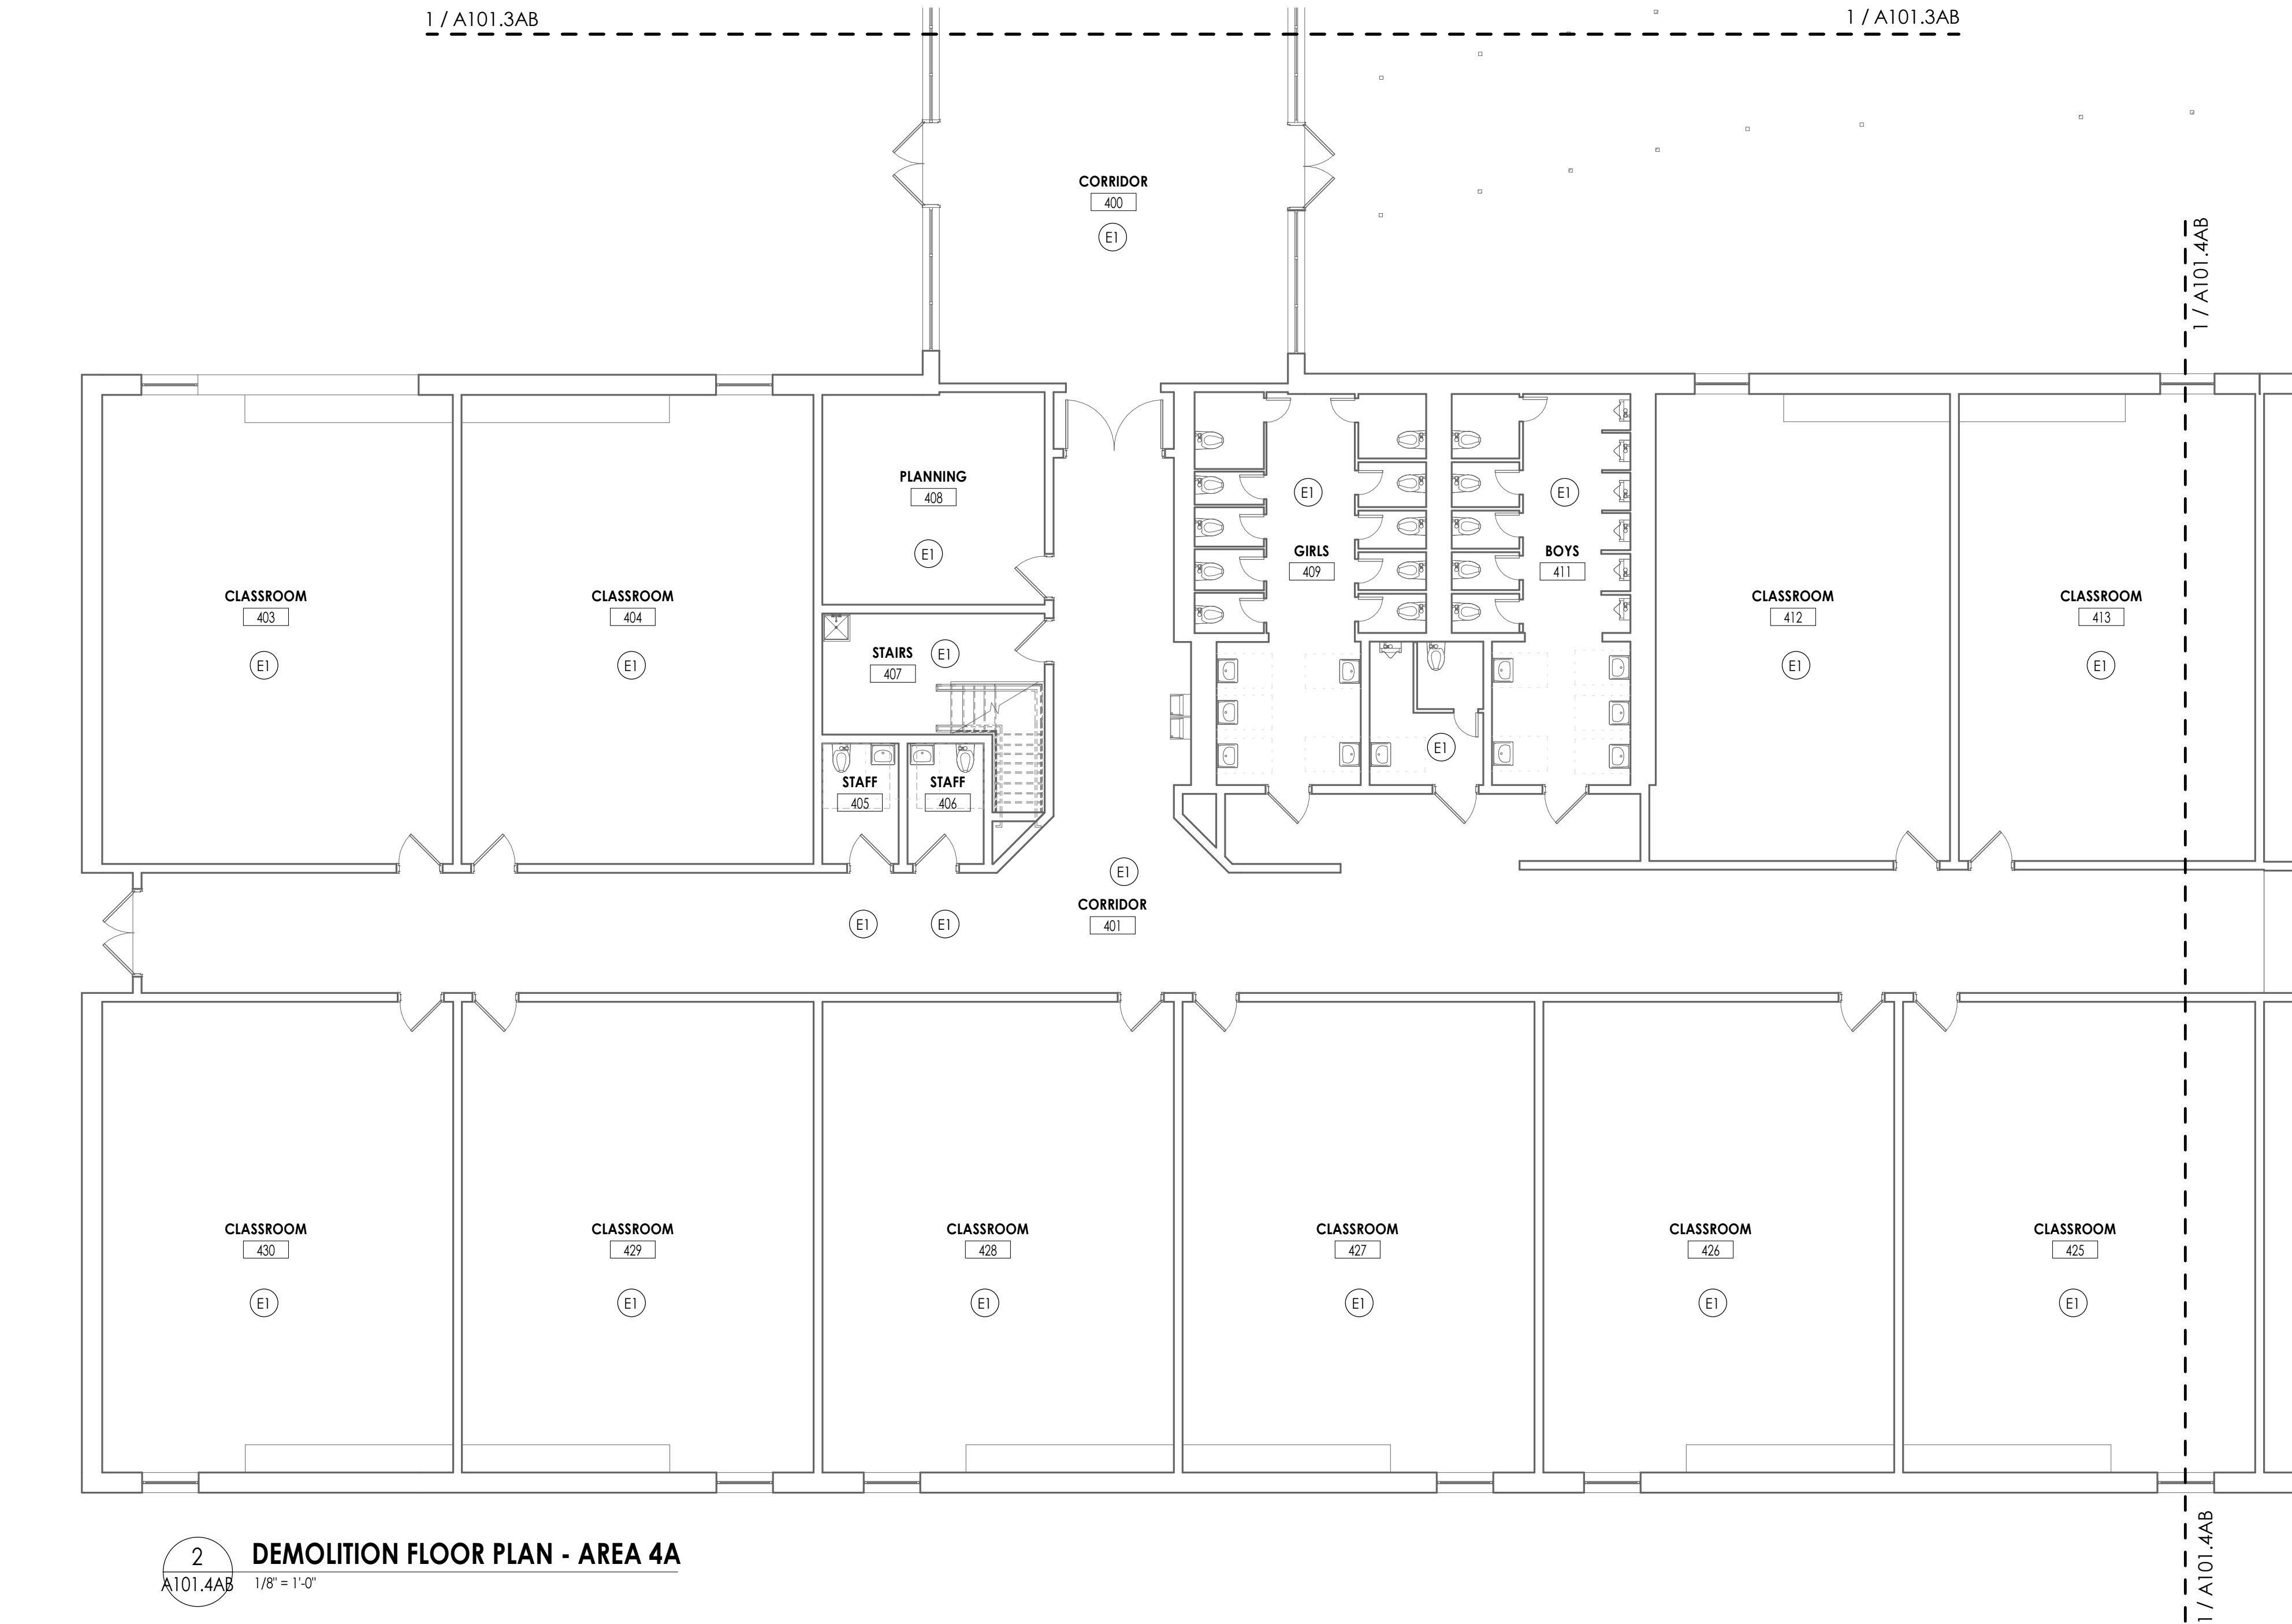 1 / A101.3AB
1 / A101.3AB
CORRIDOR
400
E1
1 / A101.4AB
PLANNING
408
E1
E1
GIRLS
409
E1
BOYS
411
CLASSROOM
403
E1
CLASSROOM
404
E1
CLASSROOM
412
E1
CLASSROOM
413
E1
STAIRS
407
E1
E1
STAFF
405
STAFF
406
E1
CORRIDOR
401
E1
E1
CLASSROOM
430
E1
CLASSROOM
429
E1
CLASSROOM
428
E1
CLASSROOM
427
E1
CLASSROOM
426
E1
CLASSROOM
425
E1
2
A101.4AB
DEMOLITION FLOOR PLAN - AREA 4A
1/8" = 1'-0"
1 / A101.4AB